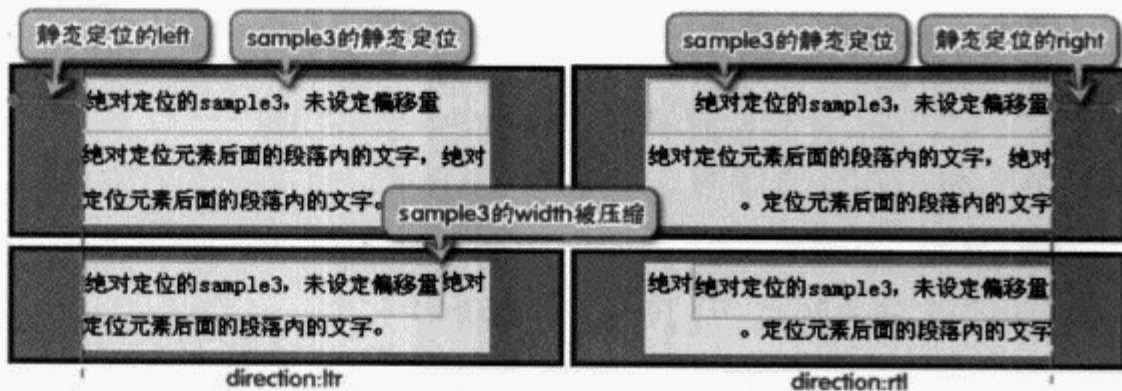 静态定位的left
sample3的静态定位
sample3的静态定位
静态定位的right
绝对定位的sample3，未设定偏移量
绝对定位元素后面的段落内的文字，绝对
定位元素后面的段落内的文字。
绝对定位的sample3，未设定偏移量
绝对定位元素后面的段落内的文字，绝对
。定位元素后面的段落内的文字
sample3的width被压缩
绝对定位的sample3，未设定偏移量绝对
定位元素后面的段落内的文字。
绝对绝对定位的sample3，未设定偏移量
。定位元素后面的段落内的文字
direction:ltr
direction:rtl